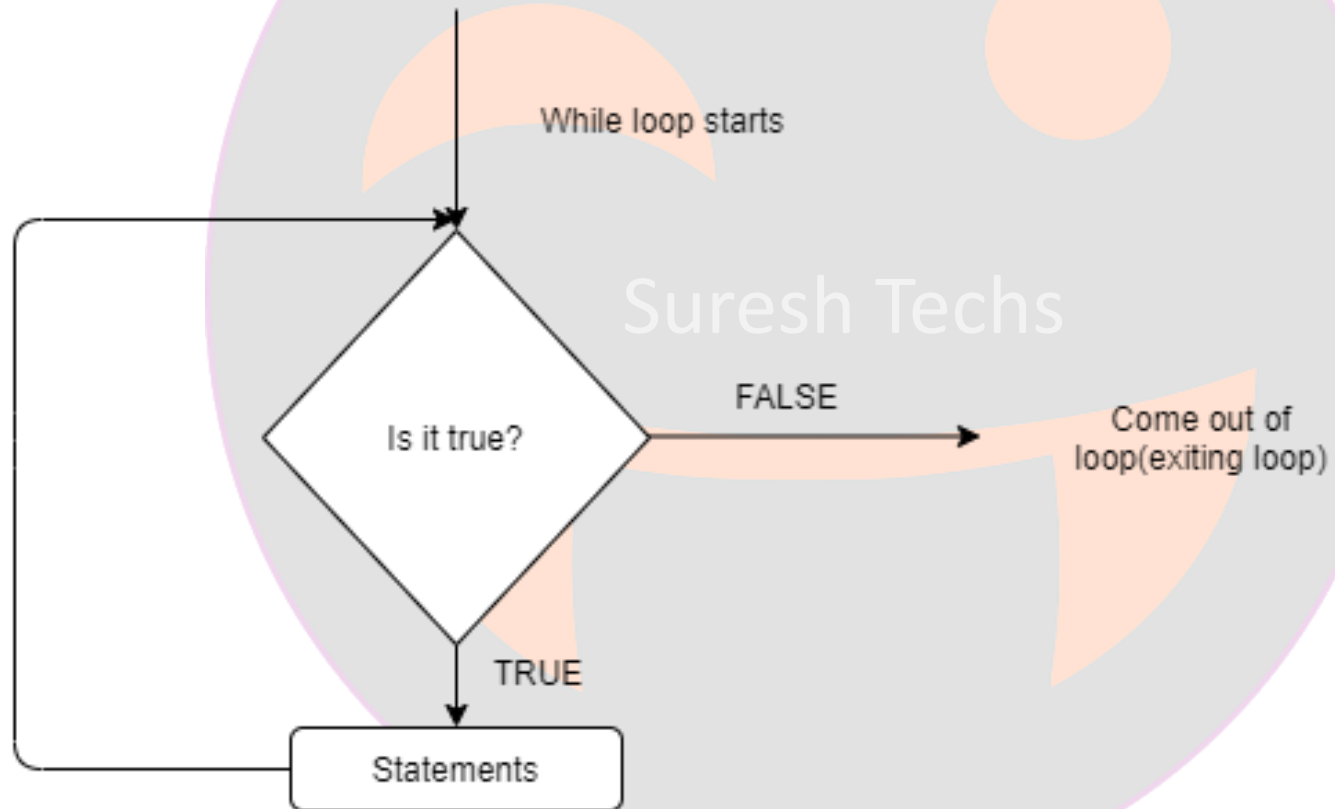 While loop starts
Suresh Techs
FALSE
Is it true?
Come out of
loop(exiting loop)
TRUE
Statements